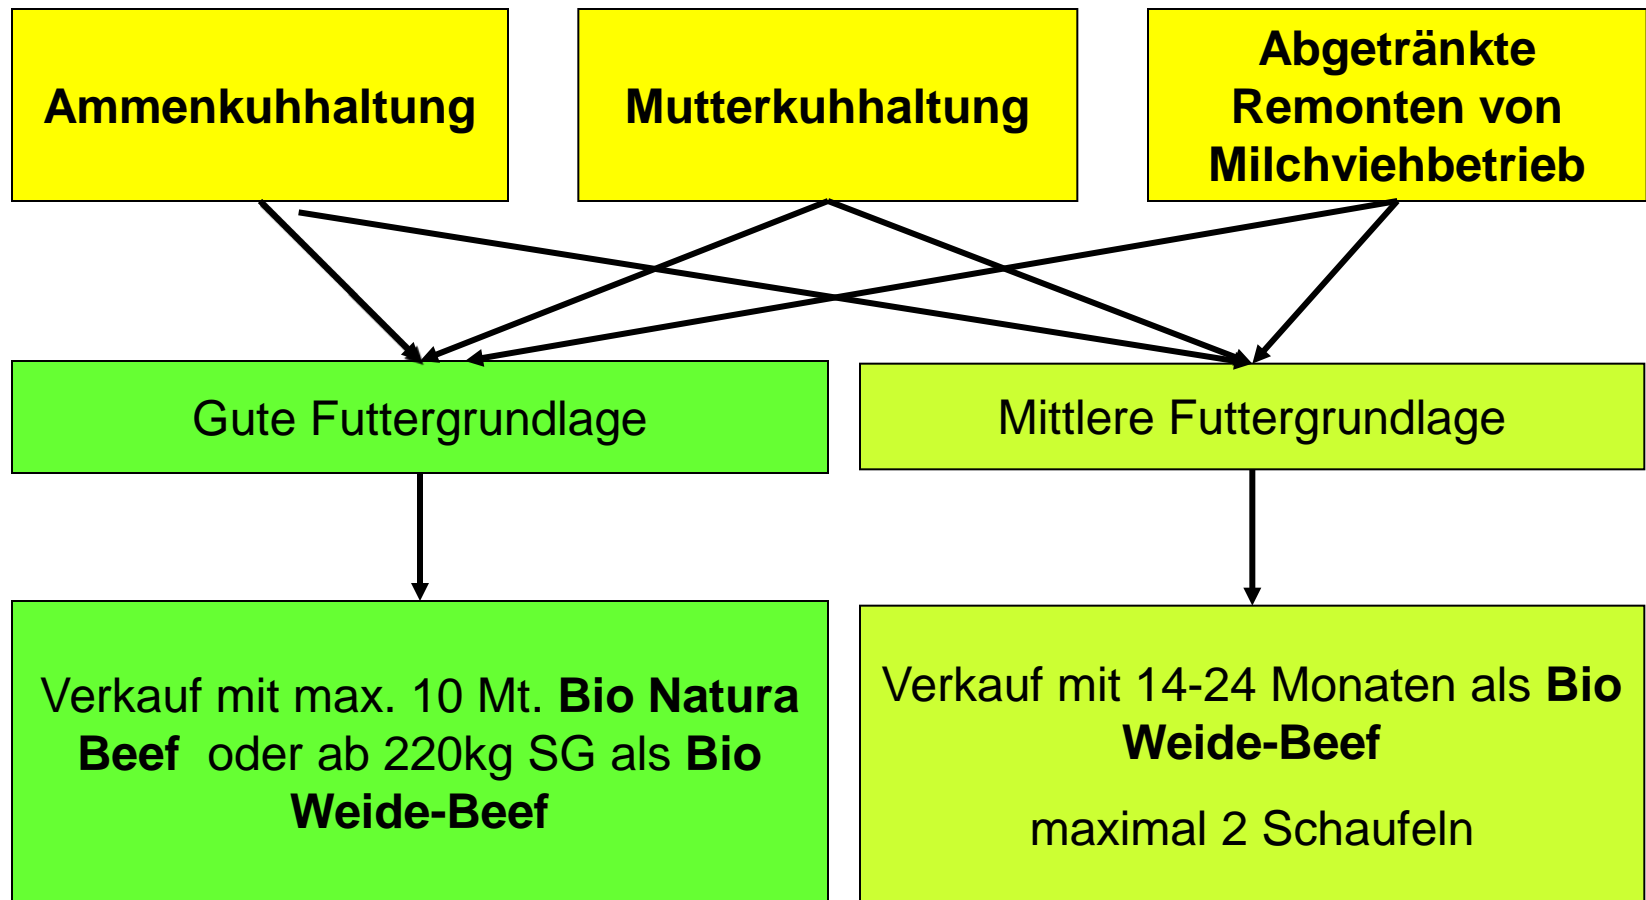 Ammenkuhhaltung
Mutterkuhhaltung
Abgetränkte
Remonten von
Milchviehbetrieb
Gute Futtergrundlage
Mittlere Futtergrundlage
Verkauf mit max. 10 Mt. Bio Natura
Beef oder ab 220kg SG als Bio
Weide-Beef
Verkauf mit 14-24 Monaten als Bio
Weide-Beef
maximal 2 Schaufeln